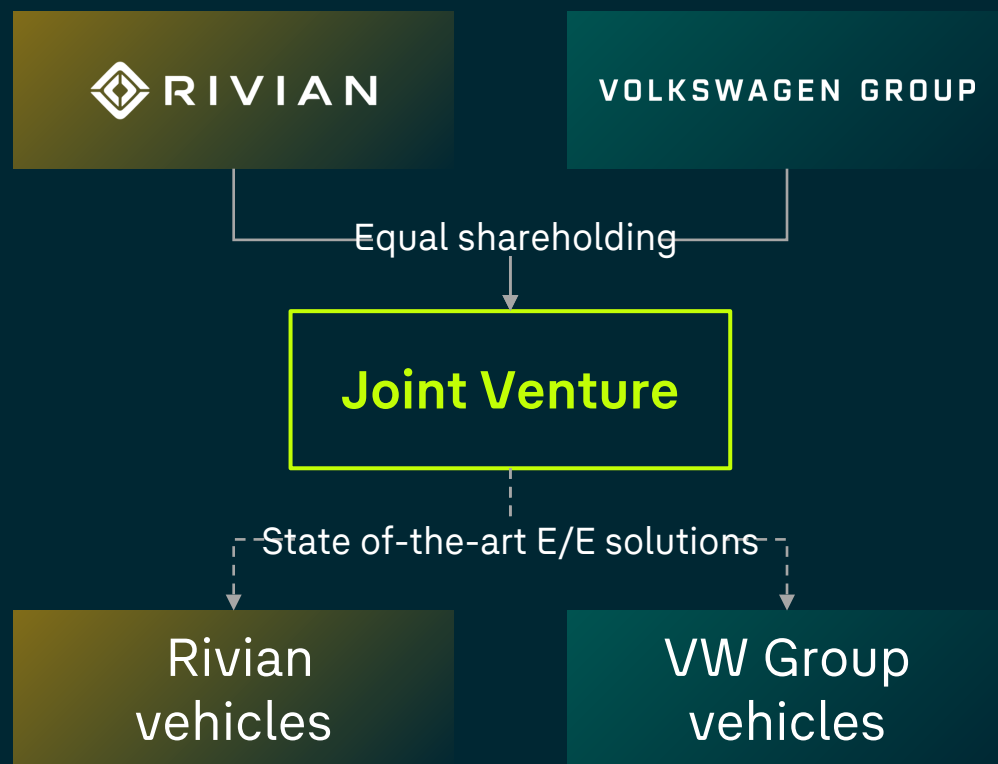 RIVIAN
VOLKSWAGEN GROUP
Equal shareholding
Joint Venture
State of-the-art E/E solutions
Rivian
vehicles
VW Group
vehicles